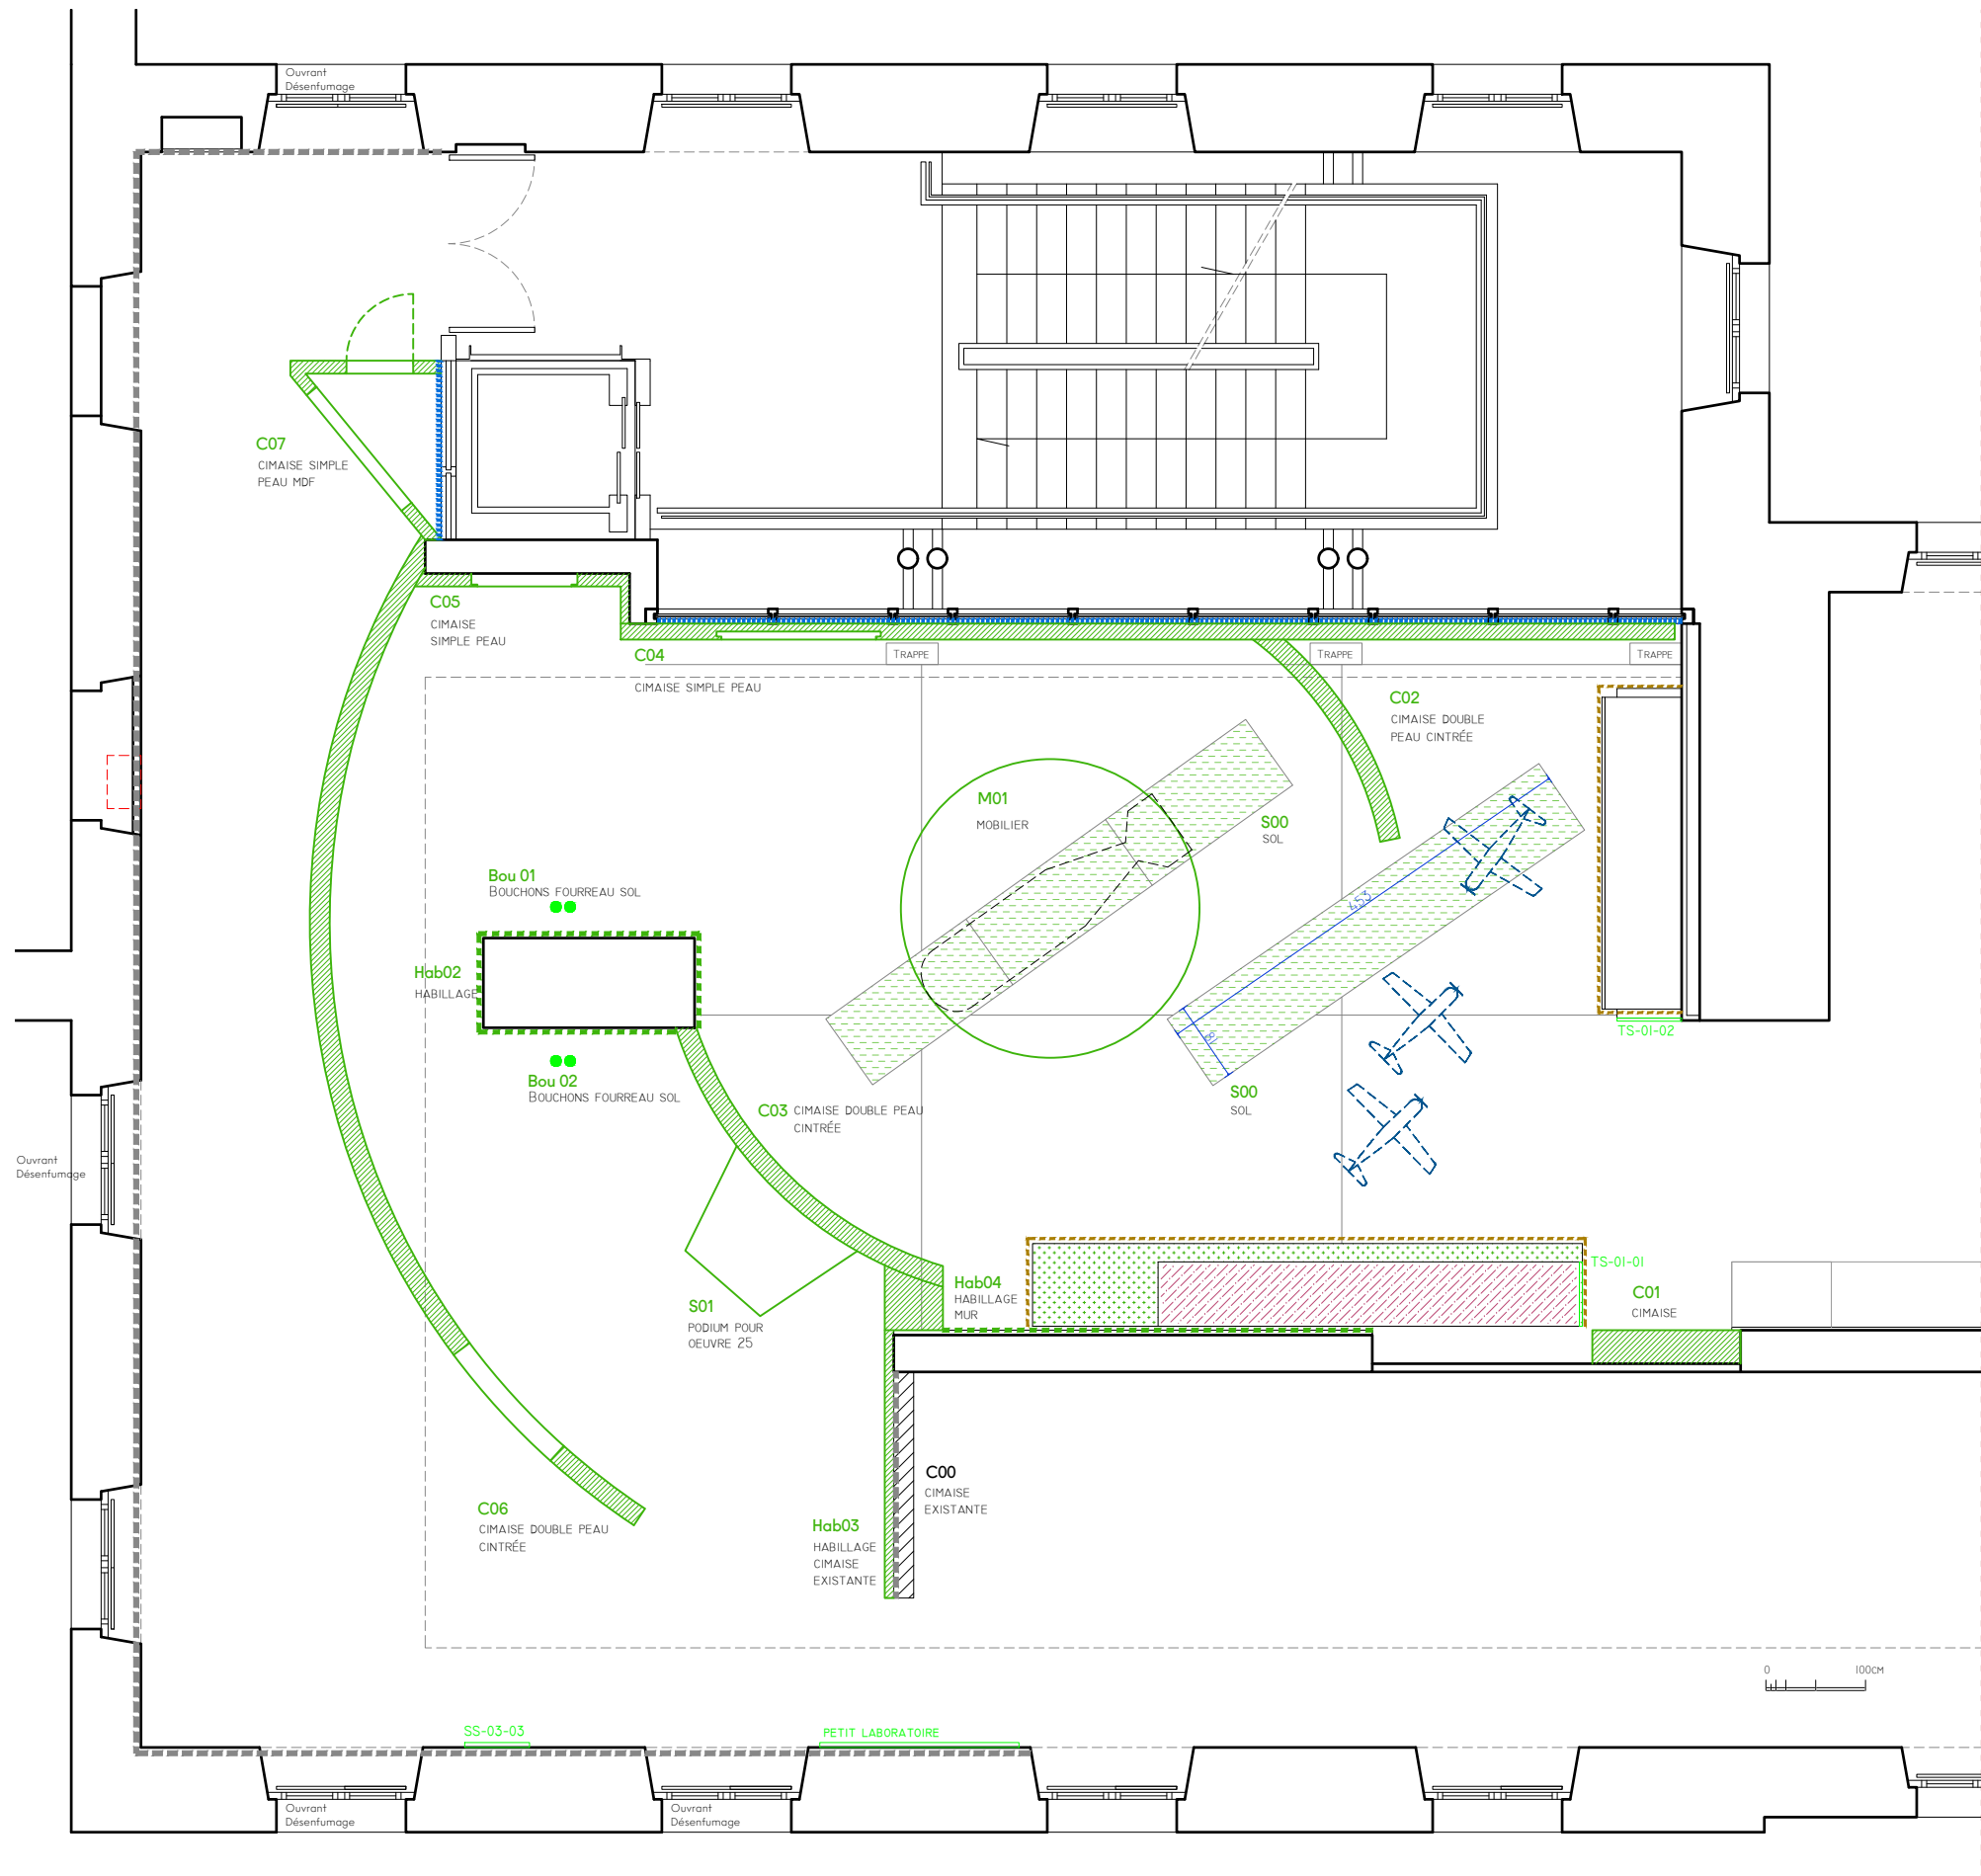 Ouvrant
Désenfumage
C07
CIMAISE SIMPLE
PEAU MDF
C05
CIMAISE
SIMPLE PEAU
C04
CIMAISE SIMPLE PEAU
TRAPPE
TRAPPE
TRAPPE
C02
CIMAISE DOUBLE
PEAU CINTRÉE
M01
MOBILIER
S00
SOL
Bou 01
BOUCHONS FOURREAU SOL
453
Hab02
HABILLAGE
81
TS-01-02
Bou 02
BOUCHONS FOURREAU SOL
S00
SOL
C03 CIMAISE DOUBLE PEAU
CINTRÉE
Ouvrant
Désenfumage
TS-01-01
Hab04
HABILLAGE
MUR
C01
CIMAISE
S01
PODIUM POUR
OEUVRE 25
C00
CIMAISE
EXISTANTE
C06
CIMAISE DOUBLE PEAU
CINTRÉE
Hab03
HABILLAGE
CIMAISE
EXISTANTE
0 100CM
SS-03-03
PETIT LABORATOIRE
Ouvrant
Désenfumage
Ouvrant
Désenfumage